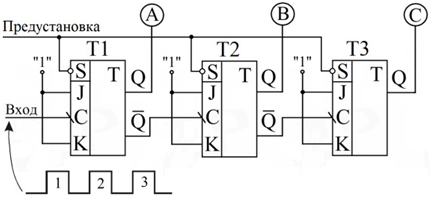 A B C
Предустановка
T1 T2 T3
"1" S T Q "1" S T Q "1" S T Q
J J J
Вход C Q̅ C Q̅ C
K K K
1 2 3